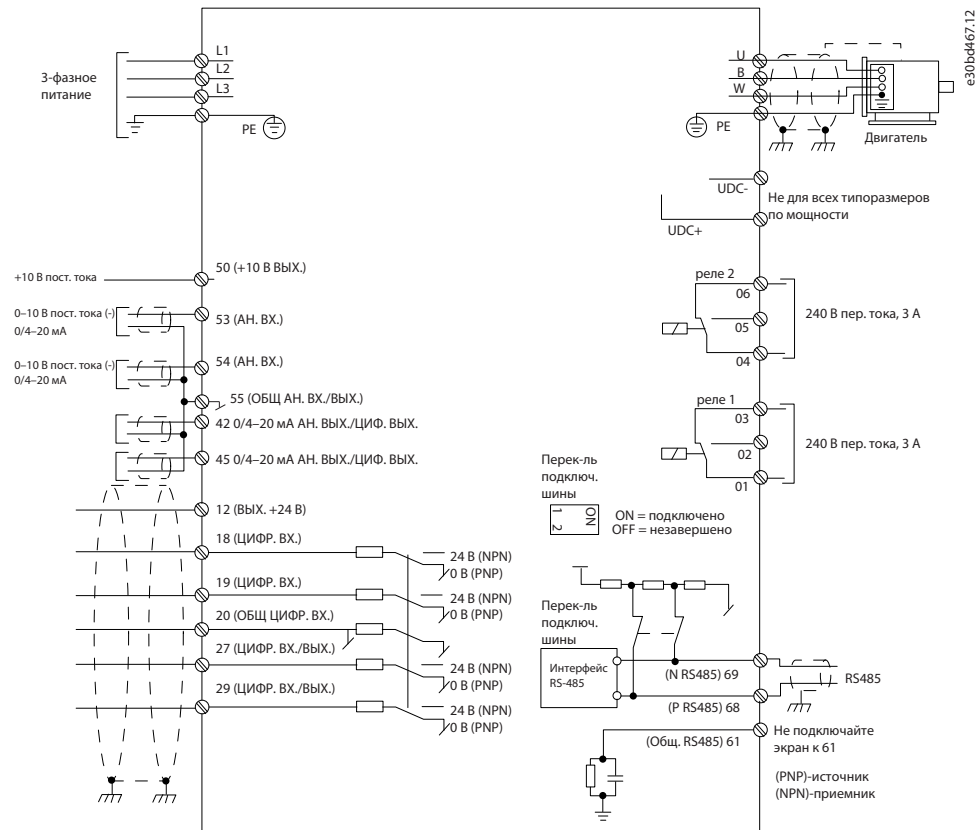 e30bd467.12
3-фазное
питание
L1
L2
L3
PE
U
В
W
PE
Двигатель
UDC-
UDC+
Не для всех типоразмеров
по мощности
+10 В пост. тока
50 (+10 В ВЫХ.)
0–10 В пост. тока (-)
0/4–20 мА
53 (АН. ВХ.)
0–10 В пост. тока (-)
0/4–20 мА
54 (АН. ВХ.)
55 (ОБЩ АН. ВХ./ВЫХ.)
42 0/4–20 мА АН. ВЫХ./ЦИФ. ВЫХ.
45 0/4–20 мА АН. ВЫХ./ЦИФ. ВЫХ.
12 (ВЫХ. +24 В)
18 (ЦИФР. ВХ.)
24 В (NPN)
0 В (PNP)
19 (ЦИФР. ВХ.)
24 В (NPN)
0 В (PNP)
20 (ОБЩ ЦИФР. ВХ.)
27 (ЦИФР. ВХ./ВЫХ.)
24 В (NPN)
0 В (PNP)
29 (ЦИФР. ВХ./ВЫХ.)
24 В (NPN)
0 В (PNP)
реле 2
06
05
04
240 В пер. тока, 3 А
реле 1
03
02
01
240 В пер. тока, 3 А
Перек-ль
подключ.
шины
1 2
ON
ON = подключено
OFF = незавершено
Перек-ль
подключ.
шины
Интерфейс
RS-485
(N RS485) 69
RS485
(P RS485) 68
(Общ. RS485) 61
Не подключайте
экран к 61
(PNP)-источник
(NPN)-приемник